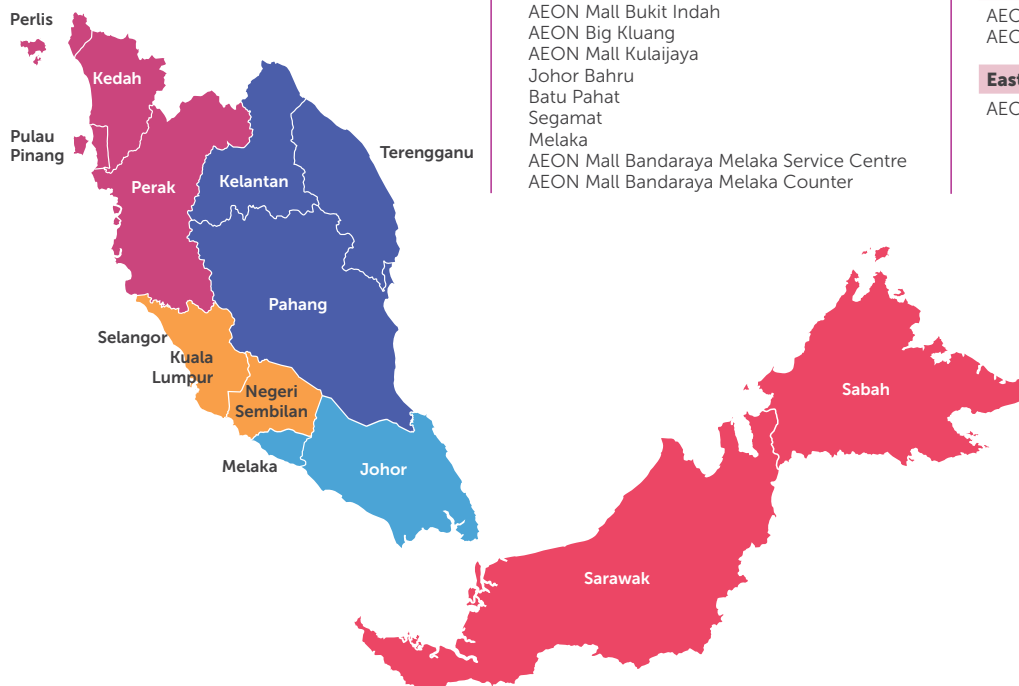 Perlis
Kedah
Pulau
Pinang
Perak
Kelantan
Terengganu
Pahang
Selangor
Kuala
Lumpur
Negeri
Sembilan
Melaka
Johor
Sabah
Sarawak
AEON Mall Bukit Indah
AEON Big Kluang
AEON Mall Kulaijaya
Johor Bahru
Batu Pahat
Segamat
Melaka
AEON Mall Bandaraya Melaka Service Centre
AEON Mall Bandaraya Melaka Counter
East